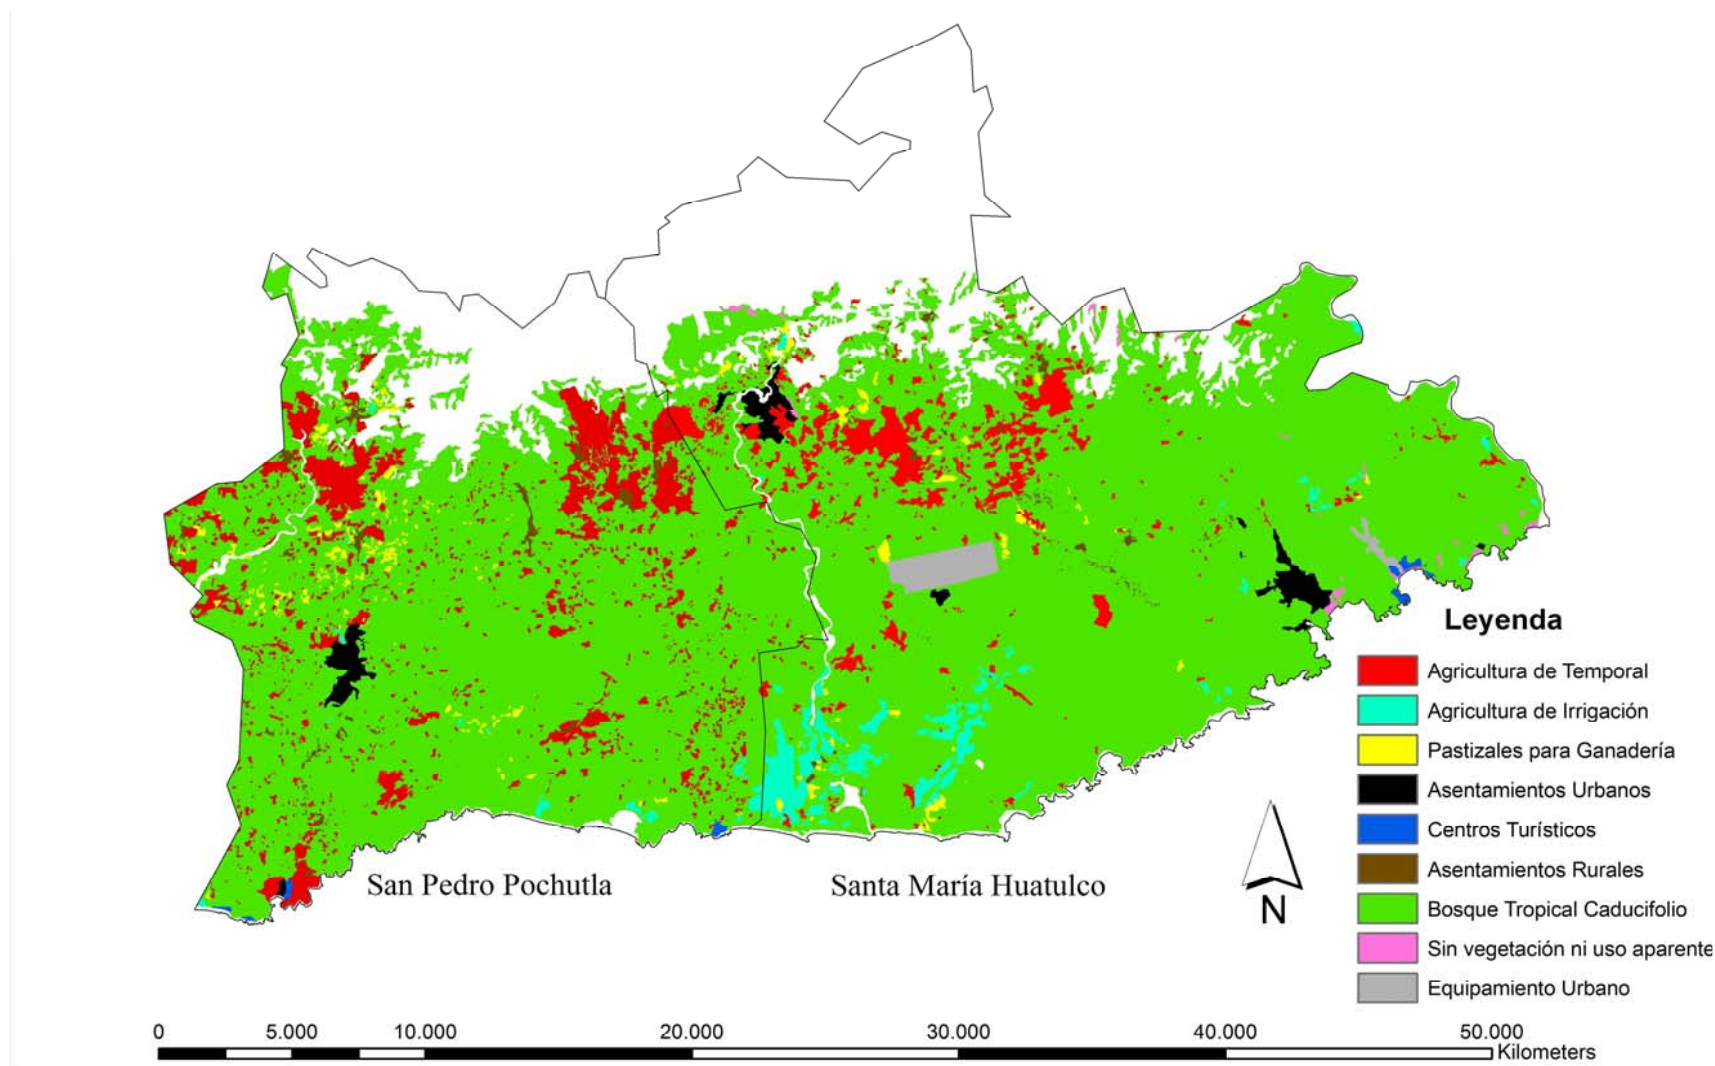 Leyenda
Agricultura de Temporal
Agricultura de Irrigación
Pastizales para Ganadería
Asentamientos Urbanos
Centros Turísticos
Asentamientos Rurales
Bosque Tropical Caducifolio
Sin vegetación ni uso aparente
Equipamiento Urbano
San Pedro Pochutla
Santa María Huatulco
N
0 5.000 10.000 20.000 30.000 40.000 50.000
Kilometers